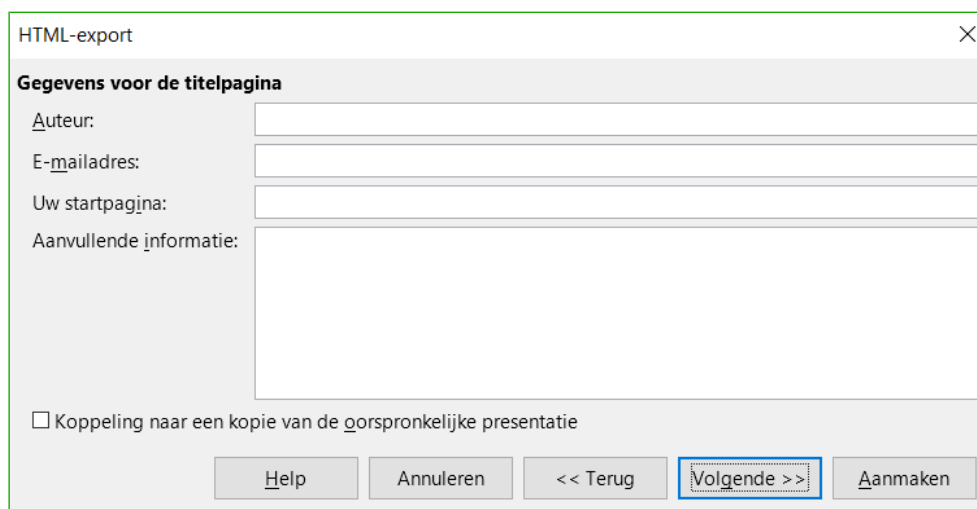 HTML-export
Gegevens voor de titelpagina
Auteur:
E-mailadres:
Uw startpagina:
Aanvullende informatie:
Koppeling naar een kopie van de oorspronkelijke presentatie
Help Annuleren << Terug Volgende >> Aanmaken